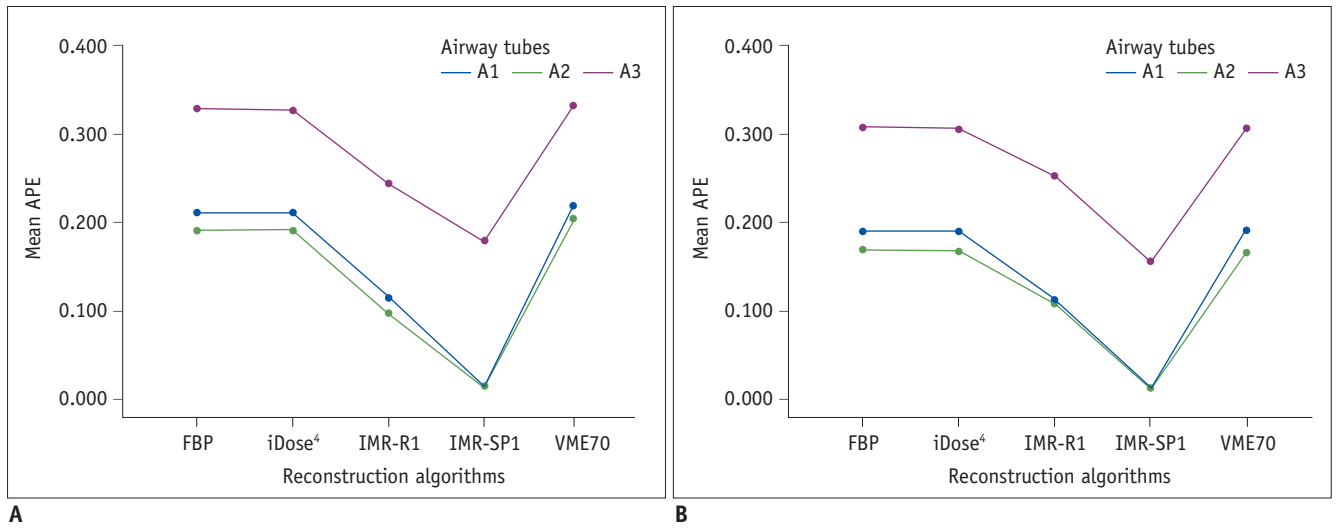 0.400
0.300
0.200
0.100
0.000
Mean APE
Airway tubes
A1 A2 A3
FBP iDose⁴ IMR-R1 IMR-SP1 VME70
Reconstruction algorithms
A
0.400
0.300
0.200
0.100
0.000
Mean APE
Airway tubes
A1 A2 A3
FBP iDose⁴ IMR-R1 IMR-SP1 VME70
Reconstruction algorithms
B